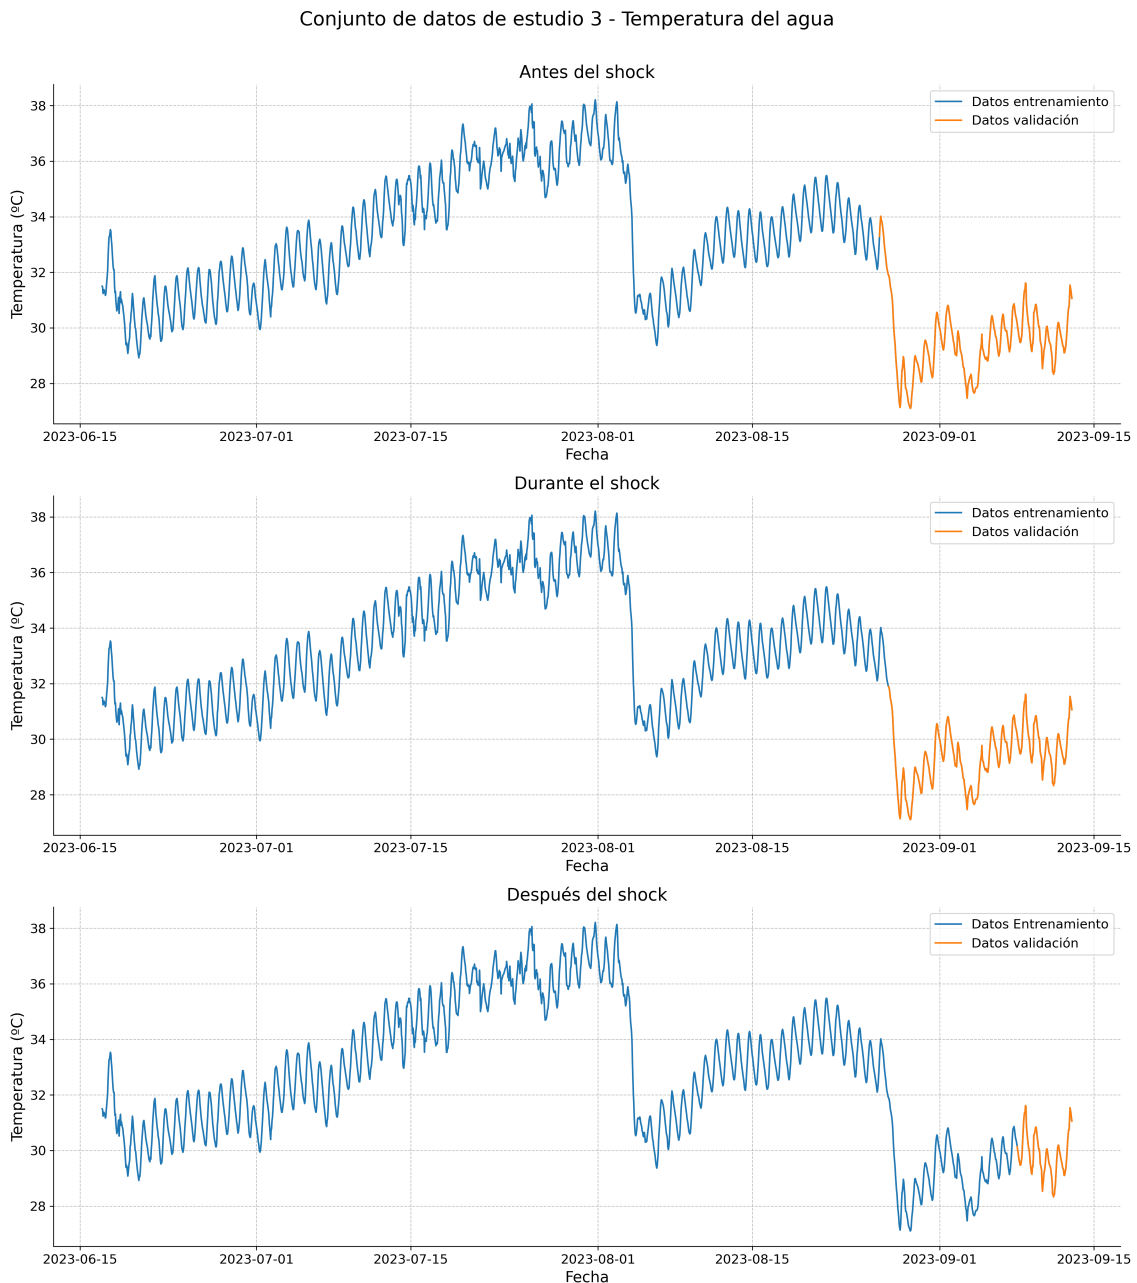 Conjunto de datos de estudio 3 - Temperatura del agua
Antes del shock
Datos entrenamiento
Datos validación
Temperatura (ºC)
38
36
34
32
30
28
2023-06-15
2023-07-01
2023-07-15
2023-08-01
2023-08-15
2023-09-01
2023-09-15
Fecha
Durante el shock
Datos entrenamiento
Datos validación
Temperatura (ºC)
38
36
34
32
30
28
2023-06-15
2023-07-01
2023-07-15
2023-08-01
2023-08-15
2023-09-01
2023-09-15
Fecha
Después del shock
Datos Entrenamiento
Datos validación
Temperatura (ºC)
38
36
34
32
30
28
2023-06-15
2023-07-01
2023-07-15
2023-08-01
2023-08-15
2023-09-01
2023-09-15
Fecha